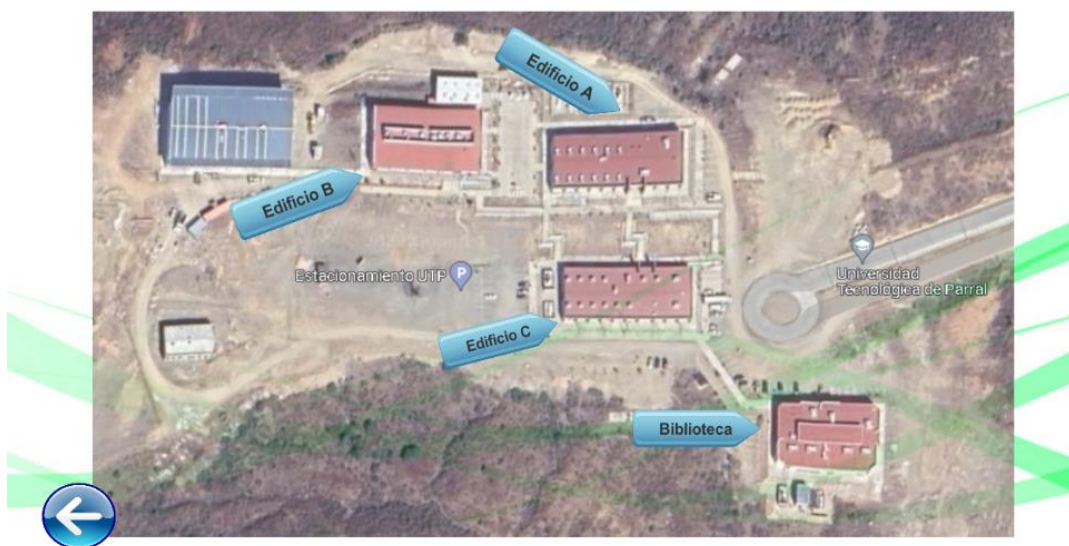 Edificio A
Edificio B
Estacionamiento UTP
P
Universidad
Tecnológica de Parral
Edificio C
Biblioteca